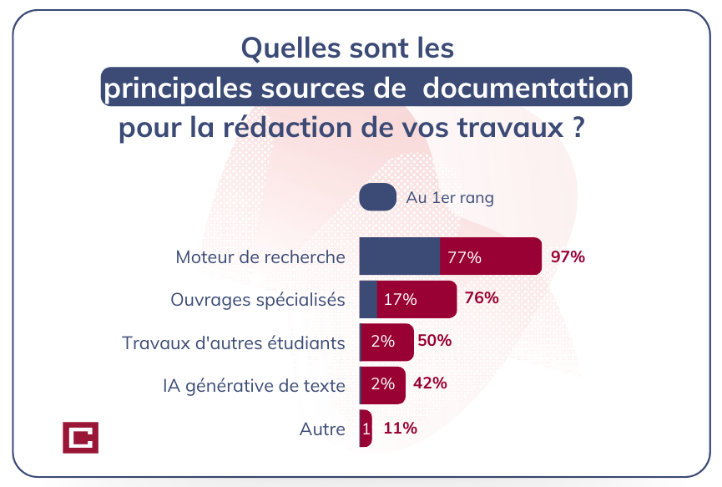 Quelles sont les
principales sources de documentation
pour la rédaction de vos travaux ?
Au 1er rang
Moteur de recherche 77% 97%
Ouvrages spécialisés 17% 76%
Travaux d'autres étudiants 2% 50%
IA générative de texte 2% 42%
Autre 1 11%